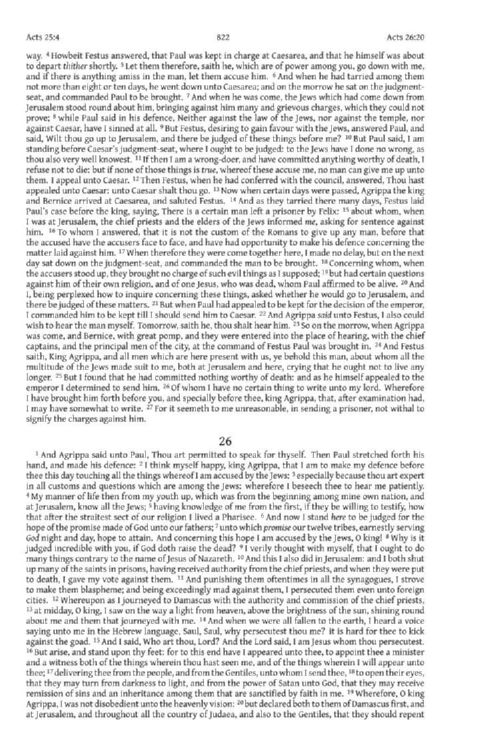 Acts 25:4 822 Acts 26:20
way. 4 Howbeit Festus answered, that Paul was kept in charge at Caesarea, and that he himself was about
to depart thither shortly. 5 Let them therefore, saith he, which are of power among you, go down with me,
and if there is anything amiss in the man, let them accuse him. 6 And when he had tarried among them
not more than eight or ten days, he went down unto Caesarea; and on the morrow he sat on the judgment-
seat, and commanded Paul to be brought. 7 And when he was come, the Jews which had come down from
Jerusalem stood round about him, bringing against him many and grievous charges, which they could not
prove; 8 while Paul said in his defence, Neither against the law of the Jews, nor against the temple, nor
against Caesar, have I sinned at all. 9 But Festus, desiring to gain favour with the Jews, answered Paul, and
said, Wilt thou go up to Jerusalem, and there be judged of these things before me? 10 But Paul said, I am
standing before Caesar's judgment-seat, where I ought to be judged: to the Jews have I done no wrong, as
thou also very well knowest. 11 If then I am a wrong-doer, and have committed anything worthy of death, I
refuse not to die: but if none of those things is true, whereof these accuse me, no man can give me up unto
them. I appeal unto Caesar. 12 Then Festus, when he had conferred with the council, answered, Thou hast
appealed unto Caesar: unto Caesar shalt thou go. 13 Now when certain days were passed, Agrippa the king
and Bernice arrived at Caesarea, and saluted Festus. 14 And as they tarried there many days, Festus laid
Paul's case before the king, saying, There is a certain man left a prisoner by Felix: 15 about whom, when
I was at Jerusalem, the chief priests and the elders of the Jews informed me, asking for sentence against
him. 16 To whom I answered, that it is not the custom of the Romans to give up any man, before that
the accused have the accusers face to face, and have had opportunity to make his defence concerning the
matter laid against him. 17 When therefore they were come together here, I made no delay, but on the next
day sat down on the judgment-seat, and commanded the man to be brought. 18 Concerning whom, when
the accusers stood up, they brought no charge of such evil things as I supposed; 19 but had certain questions
against him of their own religion, and of one Jesus, who was dead, whom Paul affirmed to be alive. 20 And
I, being perplexed how to inquire concerning these things, asked whether he would go to Jerusalem, and
there be judged of these matters. 21 But when Paul had appealed to be kept for the decision of the emperor,
I commanded him to be kept till I should send him to Caesar. 22 And Agrippa said unto Festus, I also could
wish to hear the man myself. Tomorrow, saith he, thou shalt hear him. 23 So on the morrow, when Agrippa
was come, and Bernice, with great pomp, and they were entered into the place of hearing, with the chief
captains, and the principal men of the city, at the command of Festus Paul was brought in. 24 And Festus
saith, King Agrippa, and all men which are here present with us, ye behold this man, about whom all the
multitude of the Jews made suit to me, both at Jerusalem and here, crying that he ought not to live any
longer. 25 But I found that he had committed nothing worthy of death: and as he himself appealed to the
emperor I determined to send him. 26 Of whom I have no certain thing to write unto my lord. Wherefore
I have brought him forth before you, and specially before thee, king Agrippa, that, after examination had,
I may have somewhat to write. 27 For it seemeth to me unreasonable, in sending a prisoner, not withal to
signify the charges against him.
26
1 And Agrippa said unto Paul, Thou art permitted to speak for thyself. Then Paul stretched forth his
hand, and made his defence: 2 I think myself happy, king Agrippa, that I am to make my defence before
thee this day touching all the things whereof I am accused by the Jews: 3 especially because thou art expert
in all customs and questions which are among the Jews: wherefore I beseech thee to hear me patiently.
4 My manner of life then from my youth up, which was from the beginning among mine own nation, and
at Jerusalem, know all the Jews; 5 having knowledge of me from the first, if they be willing to testify, how
that after the straitest sect of our religion I lived a Pharisee. 6 And now I stand here to be judged for the
hope of the promise made of God unto our fathers; 7 unto which promise our twelve tribes, earnestly serving
God night and day, hope to attain. And concerning this hope I am accused by the Jews, O king! 8 Why is it
judged incredible with you, if God doth raise the dead? 9 I verily thought with myself, that I ought to do
many things contrary to the name of Jesus of Nazareth. 10 And this I also did in Jerusalem: and I both shut
up many of the saints in prisons, having received authority from the chief priests, and when they were put
to death, I gave my vote against them. 11 And punishing them oftentimes in all the synagogues, I strove
to make them blaspheme; and being exceedingly mad against them, I persecuted them even unto foreign
cities. 12 Whereupon as I journeyed to Damascus with the authority and commission of the chief priests,
13 at midday, O king, I saw on the way a light from heaven, above the brightness of the sun, shining round
about me and them that journeyed with me. 14 And when we were all fallen to the earth, I heard a voice
saying unto me in the Hebrew language, Saul, Saul, why persecutest thou me? it is hard for thee to kick
against the goad. 15 And I said, Who art thou, Lord? And the Lord said, I am Jesus whom thou persecutest.
16 But arise, and stand upon thy feet: for to this end have I appeared unto thee, to appoint thee a minister
and a witness both of the things wherein thou hast seen me, and of the things wherein I will appear unto
thee; 17 delivering thee from the people, and from the Gentiles, unto whom I send thee, 18 to open their eyes,
that they may turn from darkness to light, and from the power of Satan unto God, that they may receive
remission of sins and an inheritance among them that are sanctified by faith in me. 19 Wherefore, O king
Agrippa, I was not disobedient unto the heavenly vision: 20 but declared both to them of Damascus first, and
at Jerusalem, and throughout all the country of Judaea, and also to the Gentiles, that they should repent